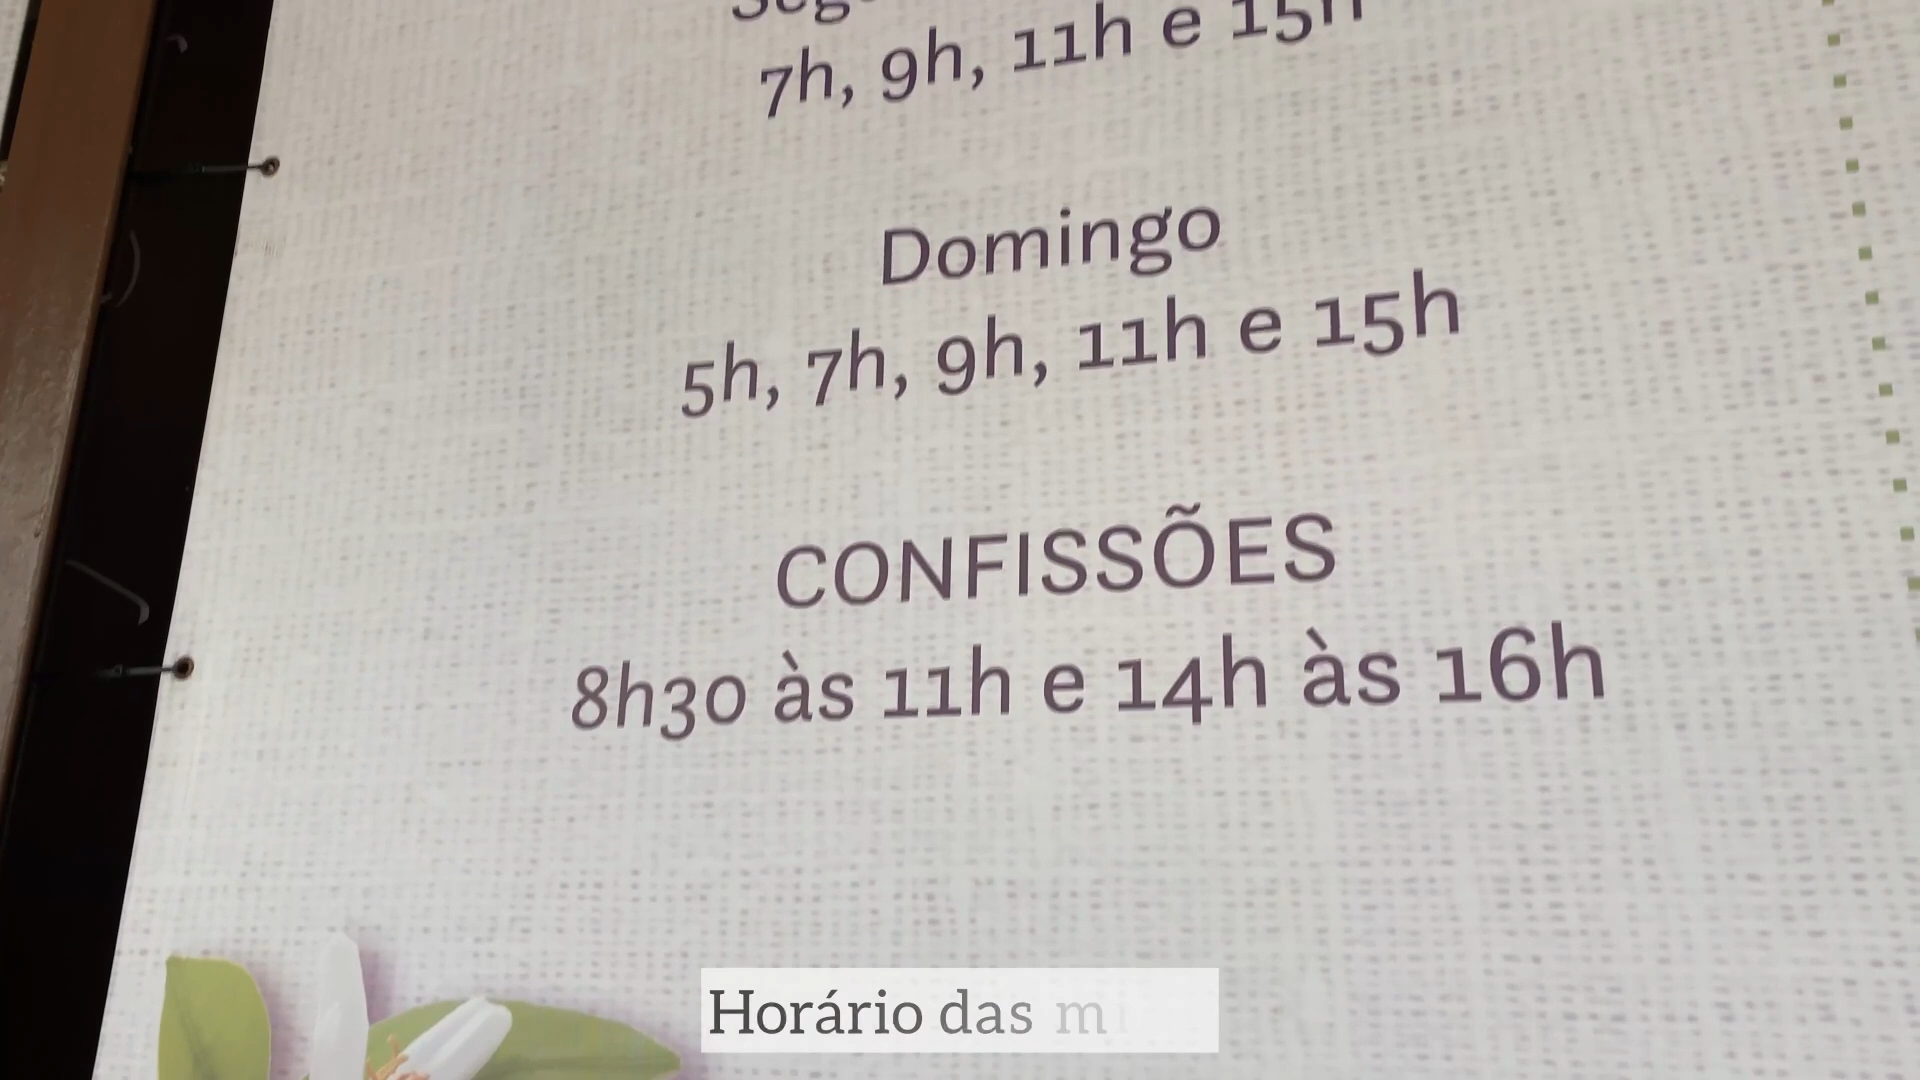 7h, 9h, 11h e 15h
Domingo
5h, 7h, 9h, 11h e 15h
CONFISSÕES
8h30 às 11h e 14h às 16h
Horário das